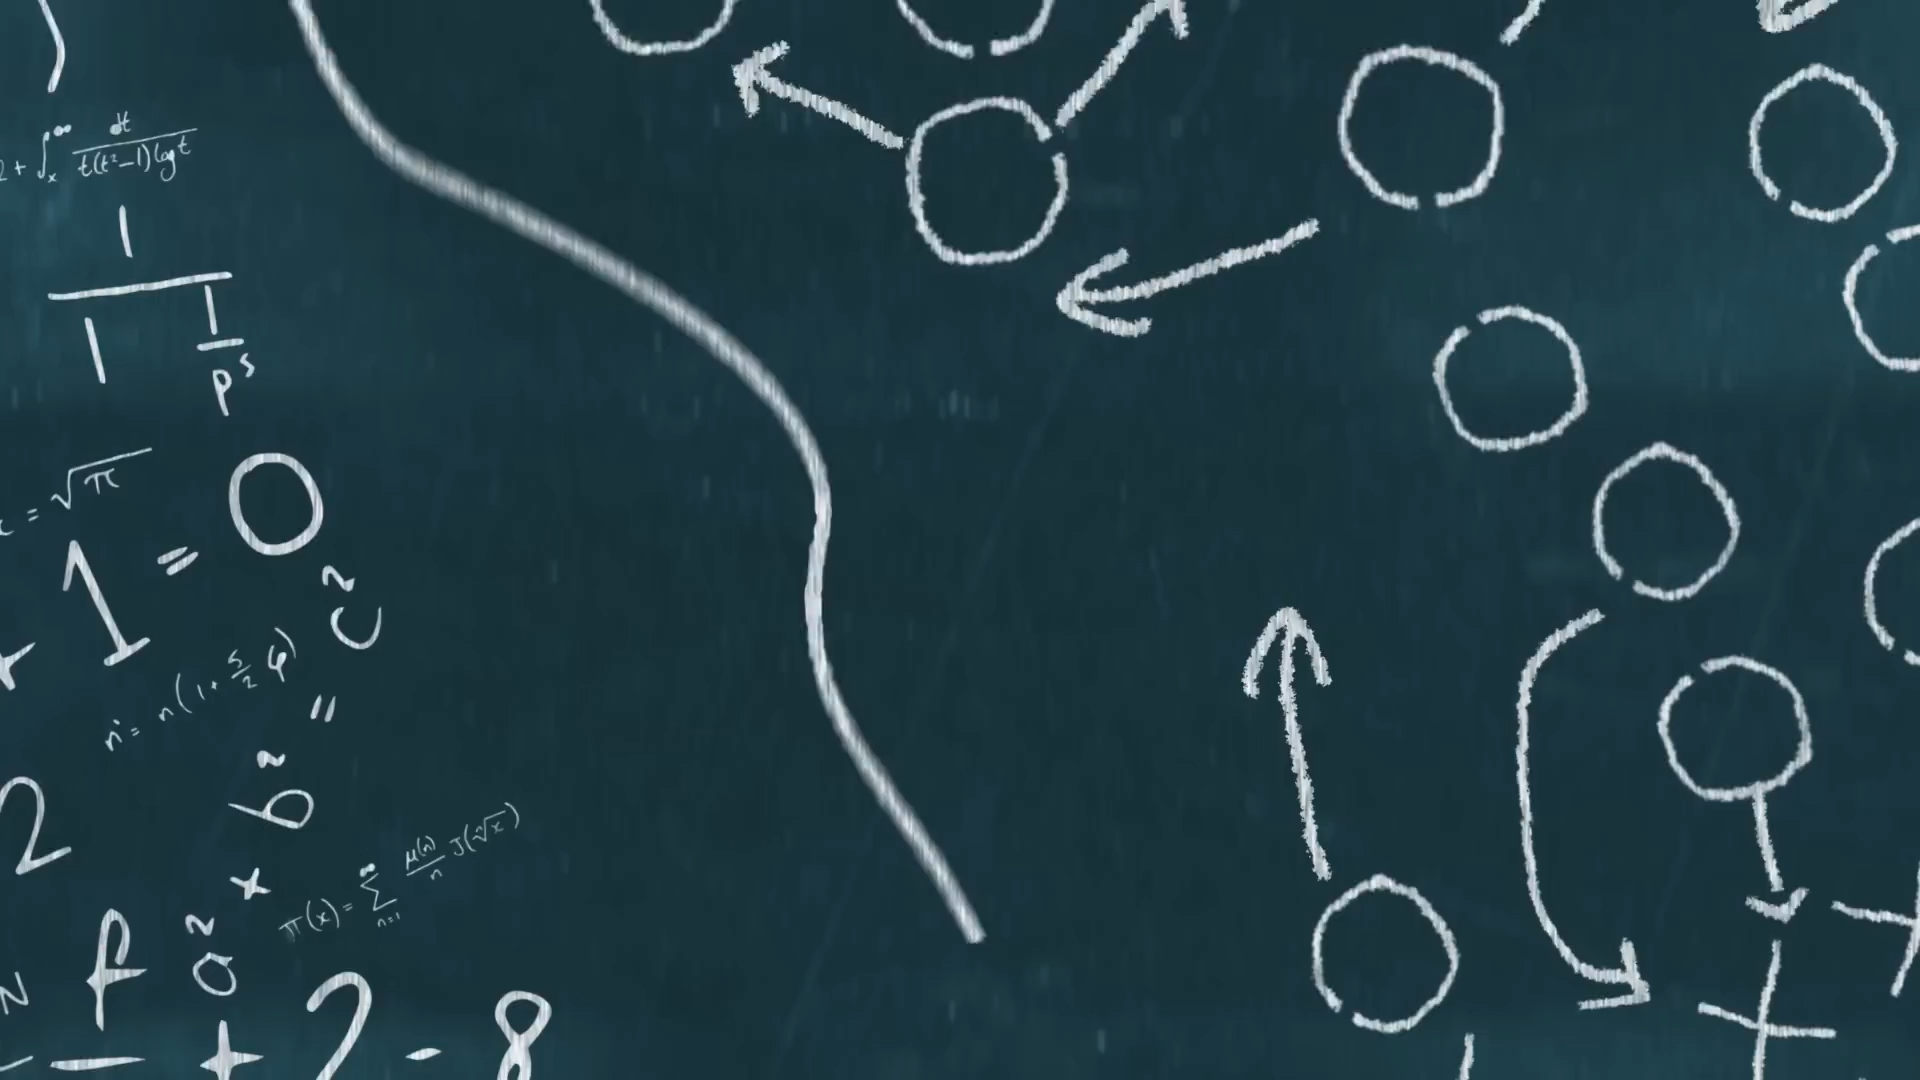 2 + ∫ₓ^∞ dt / t(t²-1) log t
1 / 1 1/pˢ
= √π
+ 1 = 0
n = n(1 + 5/2 φ)
a² + b² = c²
2
π(x) = Σ_{n=1}^∞ μ(n)/n J(ⁿ√x)
N f
- + 2 - 8